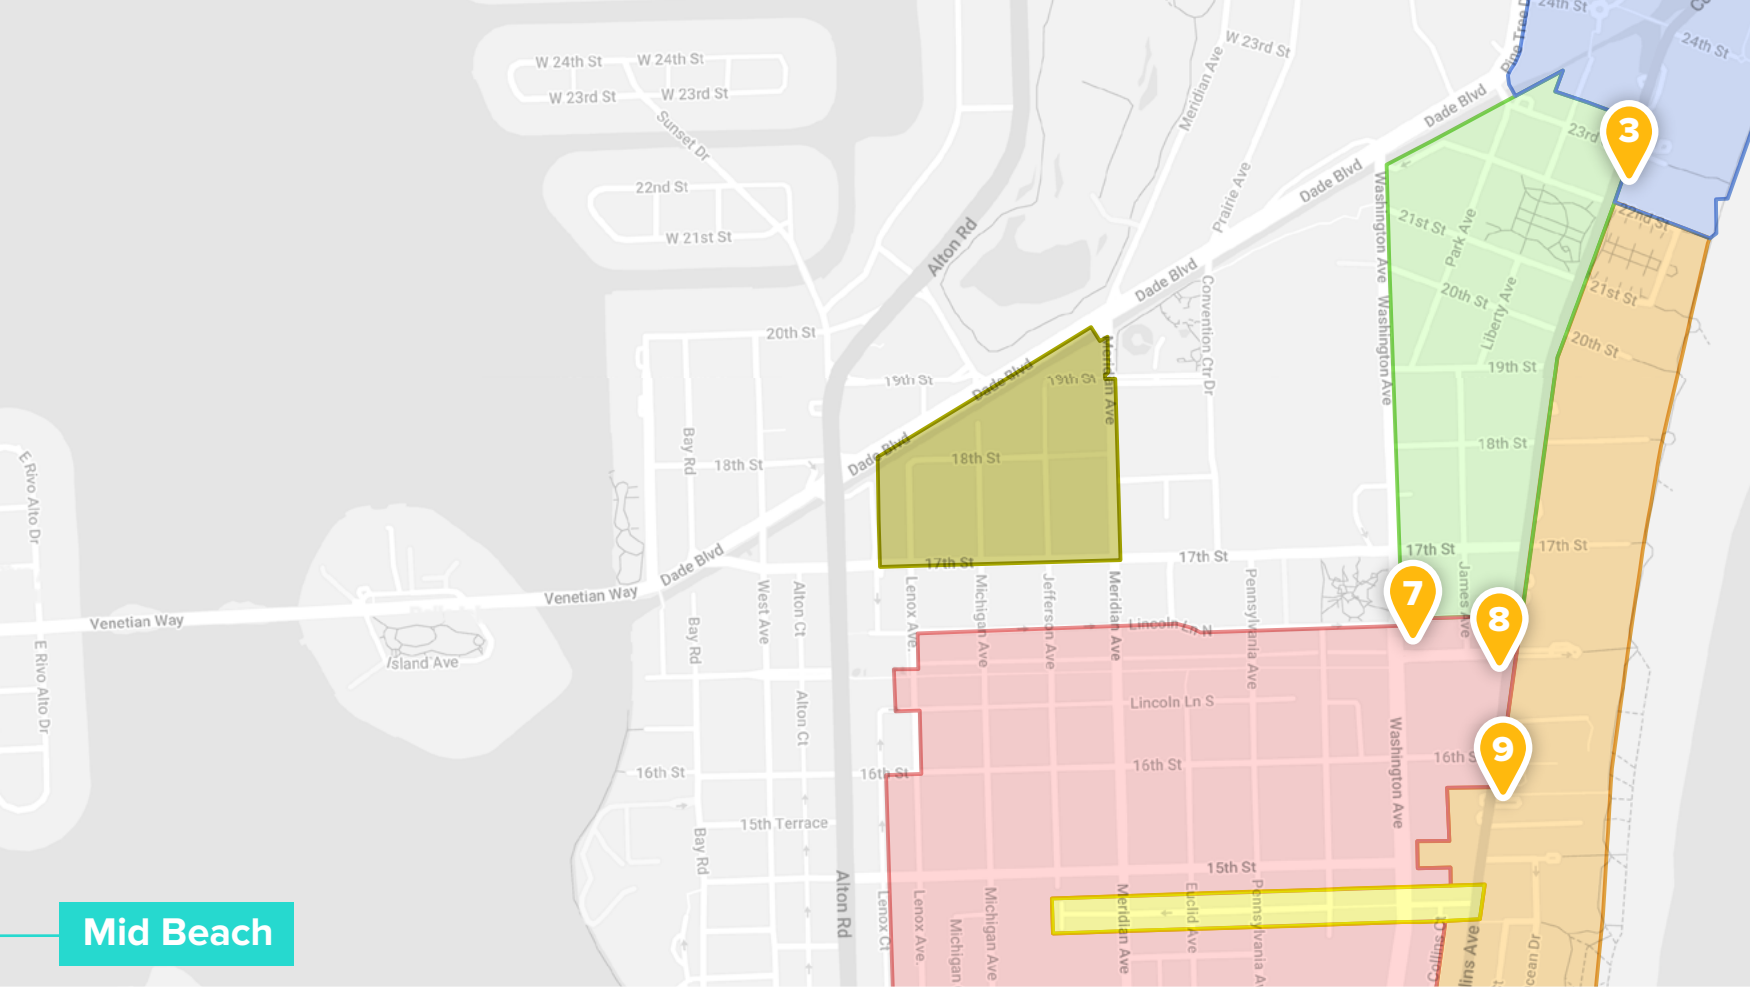 24th St
Co
W 24th St
W 24th St
W 23rd St
W 23rd St
W 23rd St
24th St
Pine Tree D
Meridian Ave
Dade Blvd
Sunset Dr
23rd
3
22nd St
W 21st St
Dade Blvd
Washington Ave
Prairie Ave
21st St
Park Ave
22nd St
Alton Rd
Dade Blvd
Convention Ctr Dr
20th St
Liberty Ave
21st St
Washington Ave
20th St
20th St
Meridian Ave
19th St
19th St
Dade Blvd
19th St
E Rivo Alto Dr
Bay Rd
18th St
Dade Blvd
18th St
18th St
17th St
17th St
17th St
17th St
Dade Blvd
Venetian Way
Venetian Way
West Ave
Alton Ct
Lenox Ave.
Michigan Ave
Jefferson Ave
Meridian Ave
Pennsylvania Ave
James Ave
7
8
Lincoln Ln N
Bay Rd
E Rivo Alto Dr
Island Ave
Alton Ct
Lincoln Ln S
Washington Ave
16th St
16th St
16th St
16th S
9
15th Terrace
Bay Rd
15th St
Alton Rd
Lenox Ct
Lenox Ave.
Michigan
Michigan Ave
Meridian Ave
Euclid Ave
Pennsylvania A
Collins Ct
llins Ave
cean Dr
Mid Beach